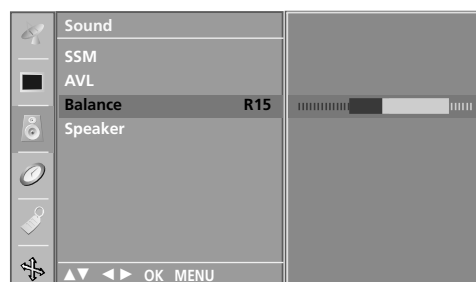 Sound
SSM
AVL
Balance R15
Speaker
▲▼ ◄► OK MENU